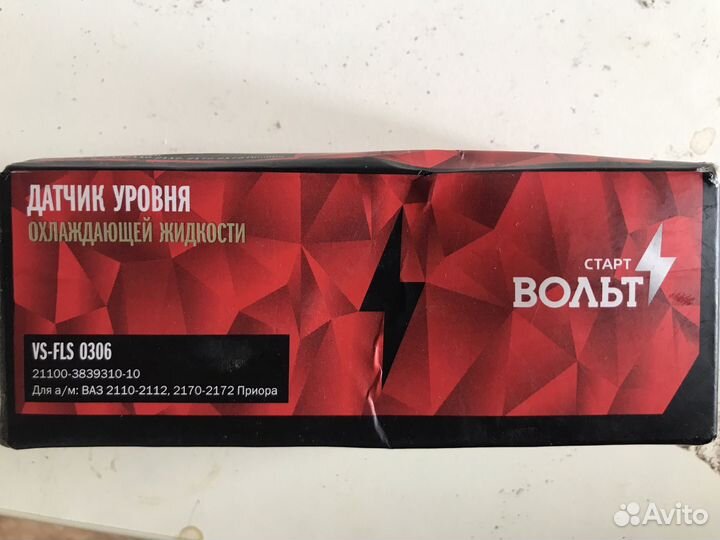 ДАТЧИК УРОВНЯ
ОХЛАЖДАЮЩЕЙ ЖИДКОСТИ
СТАРТ
ВОЛЬТ
VS-FLS 0306
21100-3839310-10
Для а/м: ВАЗ 2110-2112, 2170-2172 Приора
Avito